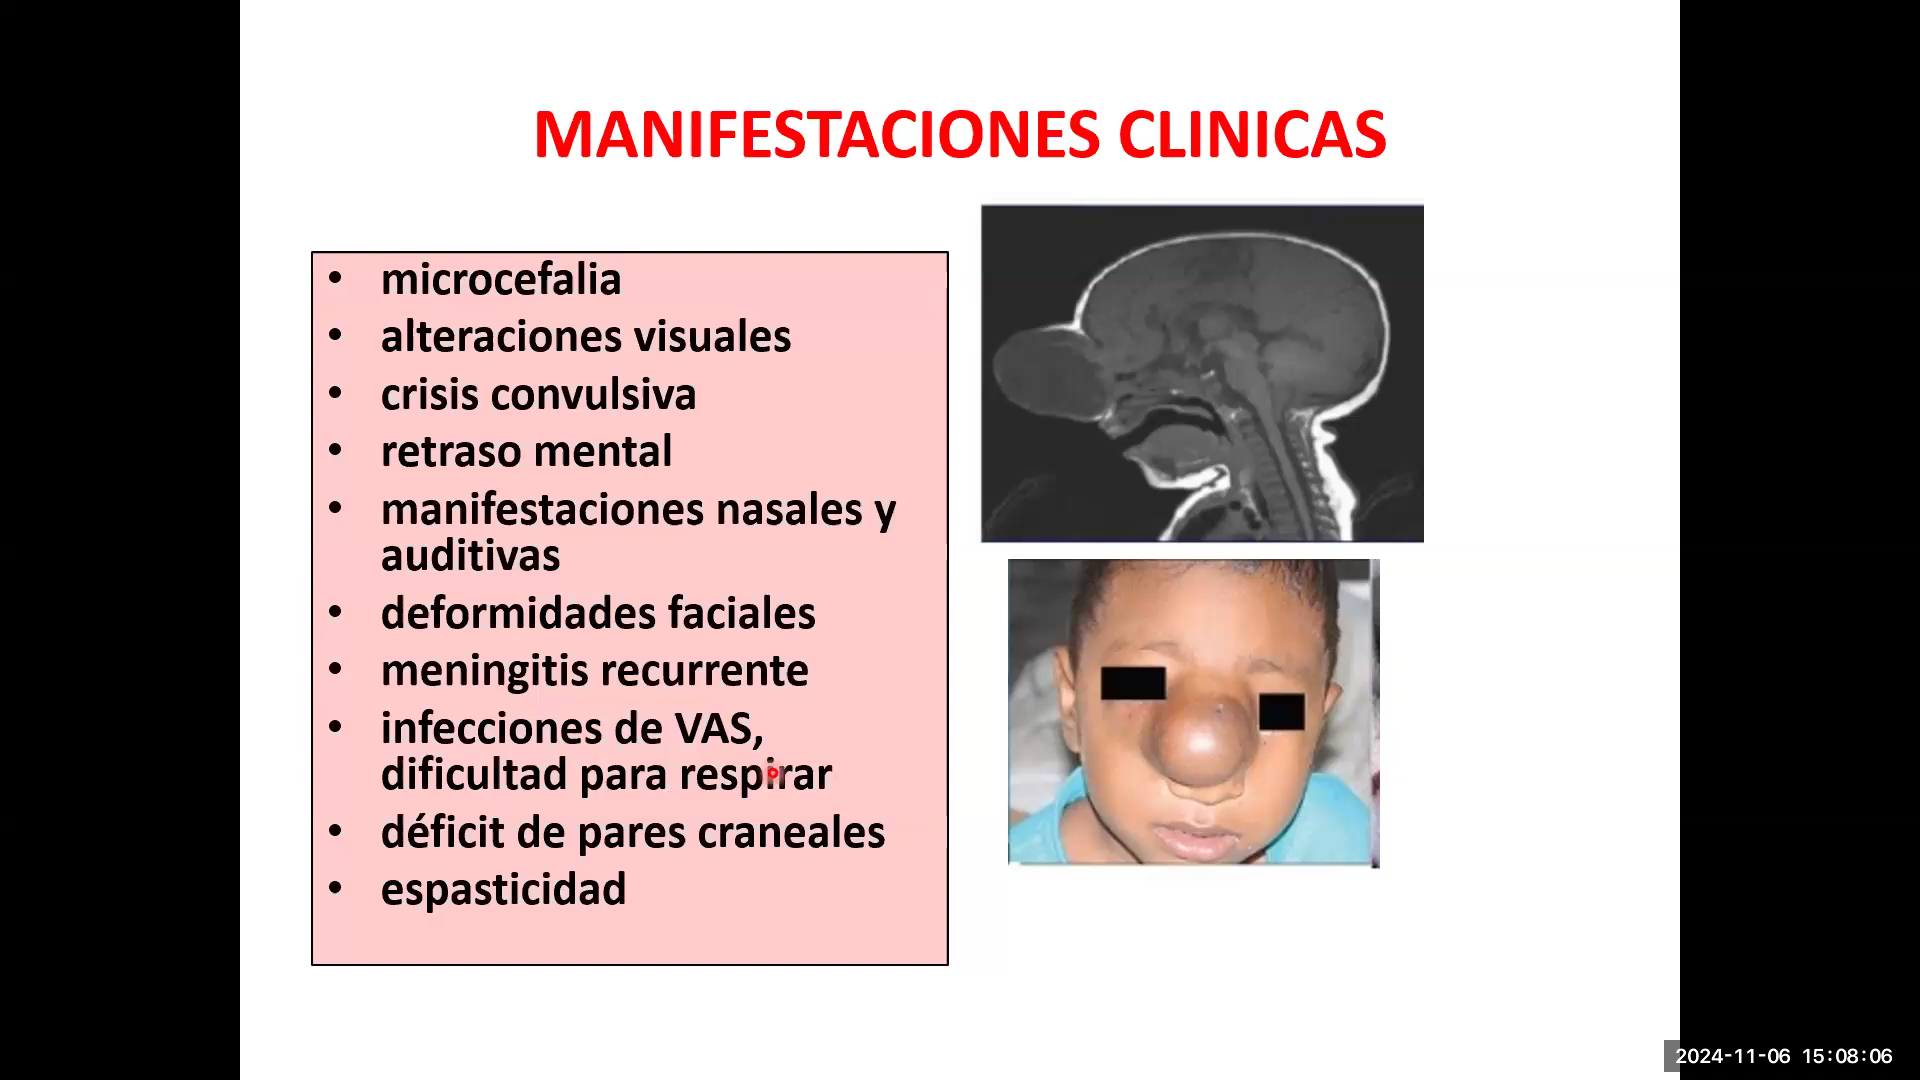 MANIFESTACIONES CLINICAS
• microcefalia
• alteraciones visuales
• crisis convulsiva
• retraso mental
• manifestaciones nasales y
auditivas
• deformidades faciales
• meningitis recurrente
• infecciones de VAS,
dificultad para respirar
• déficit de pares craneales
• espasticidad
2024-11-06 15:08:06